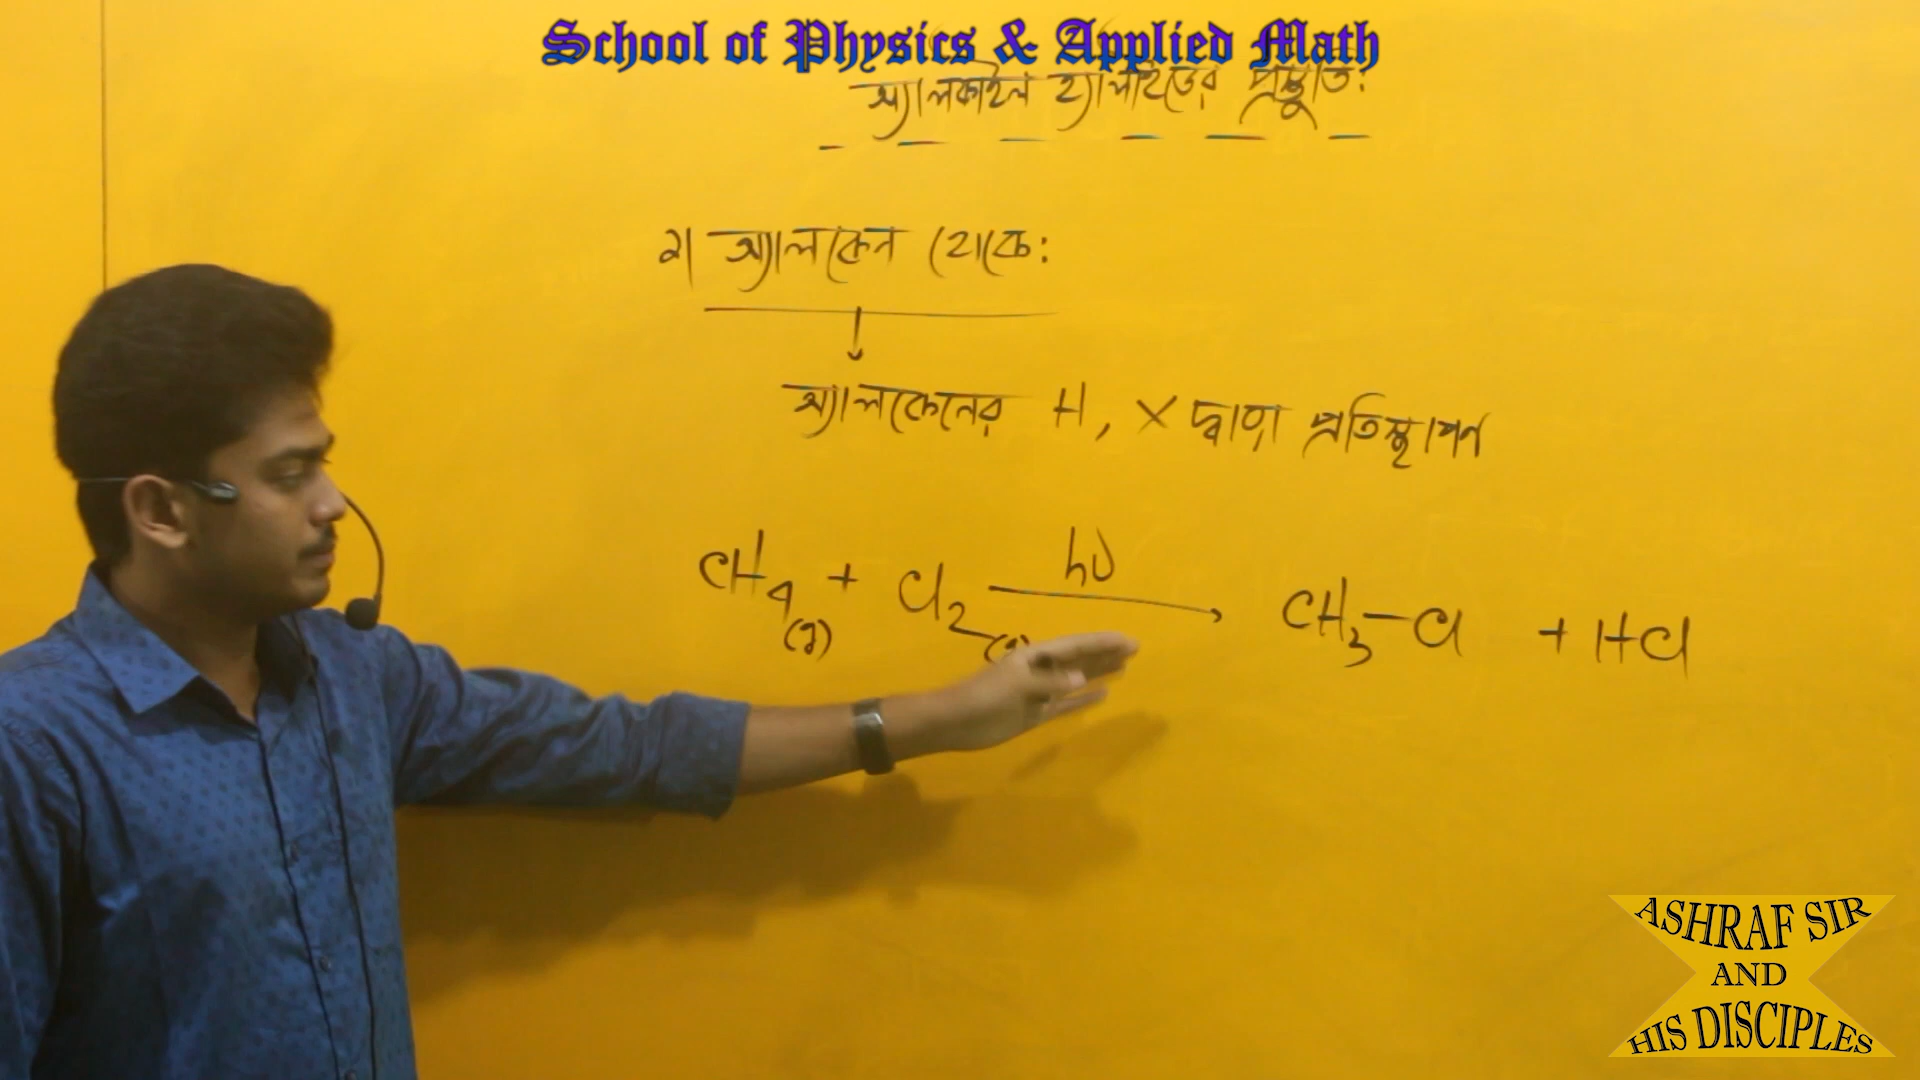 School of Physics & Applied Math
অ্যালকাইল হ্যালাইডের প্রস্তুতি:
১। অ্যালকেন থেকে:
অ্যালকেনের H, X দ্বারা প্রতিস্থাপন
CH₄(g) + Cl₂ hυ → CH₃–Cl + HCl
ASHRAF SIR
AND
HIS DISCIPLES